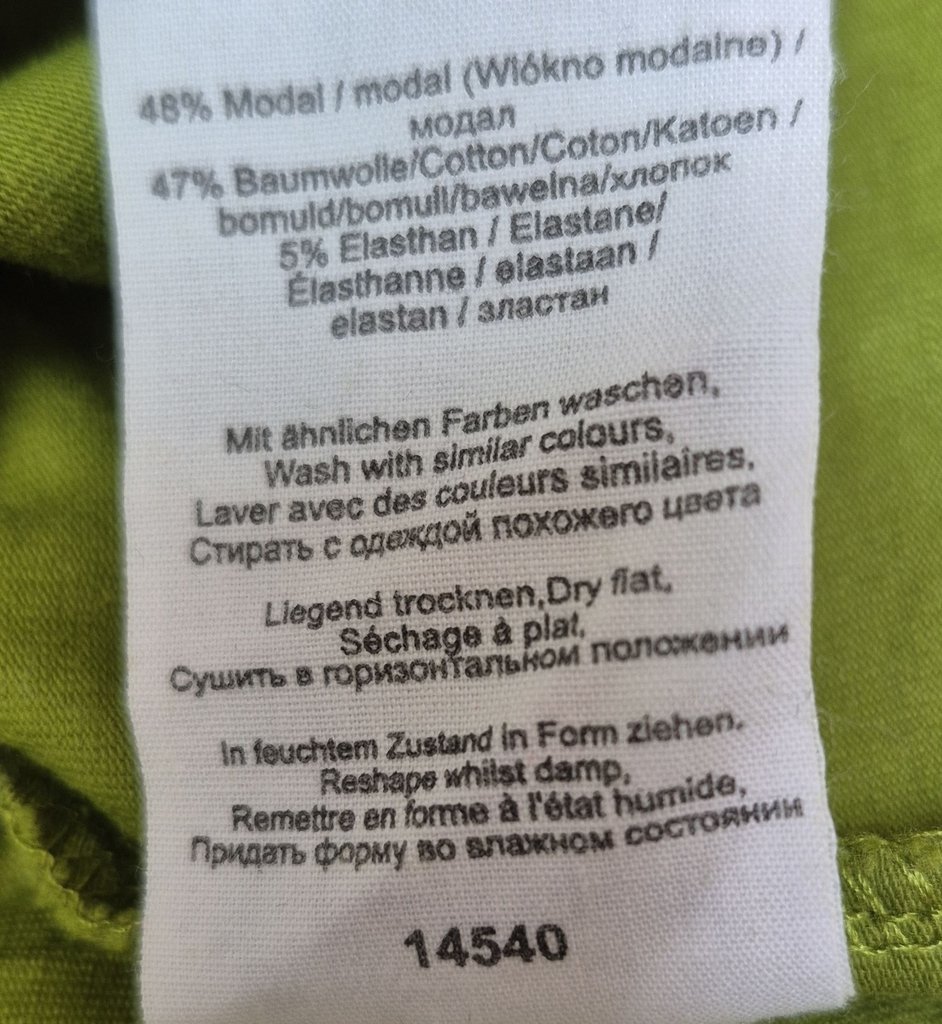 48% Modal / modal (Włókno modalne) /
модал
47% Baumwolle/Cotton/Coton/Katoen /
bomuld/bomull/bawełna/хлопок
5% Elasthan / Elastane/
Élasthanne / elastaan /
elastan / эластан
Mit ähnlichen Farben waschen,
Wash with similar colours,
Laver avec des couleurs similaires,
Стирать с одеждой похожего цвета
Liegend trocknen,Dry flat,
Séchage à plat,
Сушить в горизонтальном положении
In feuchtem Zustand in Form ziehen.
Reshape whilst damp,
Remettre en forme à l'état humide,
Придать форму во влажном состоянии
14540